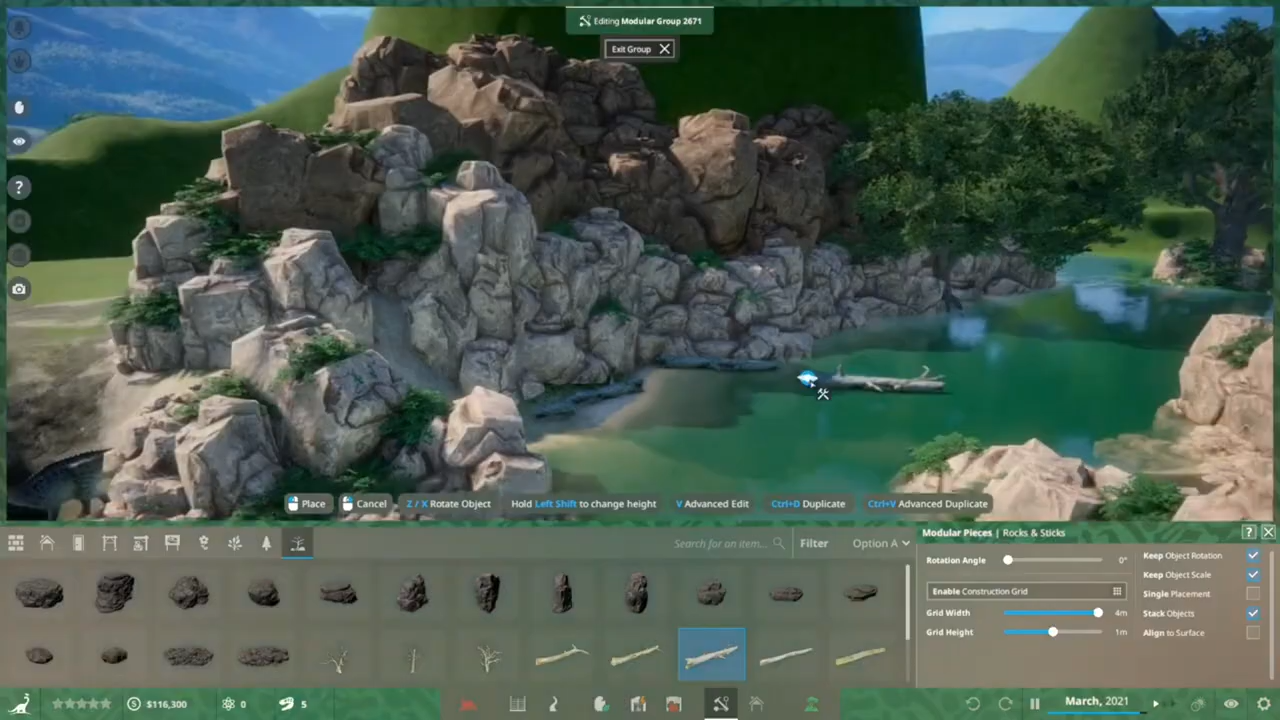 Editing Modular Group 2671
Exit Group
Place
Cancel
Z / X Rotate Object
Hold Left Shift to change height
V Advanced Edit
Ctrl+D Duplicate
Ctrl+V Advanced Duplicate
Search for an item...
Filter
Option A
Modular Pieces | Rocks & Sticks
?
Rotation Angle
0°
Enable Construction Grid
Grid Width
4m
Grid Height
1m
Keep Object Rotation
Keep Object Scale
Single Placement
Stack Objects
Align to Surface
?
$116,300
0
5
March, 2021